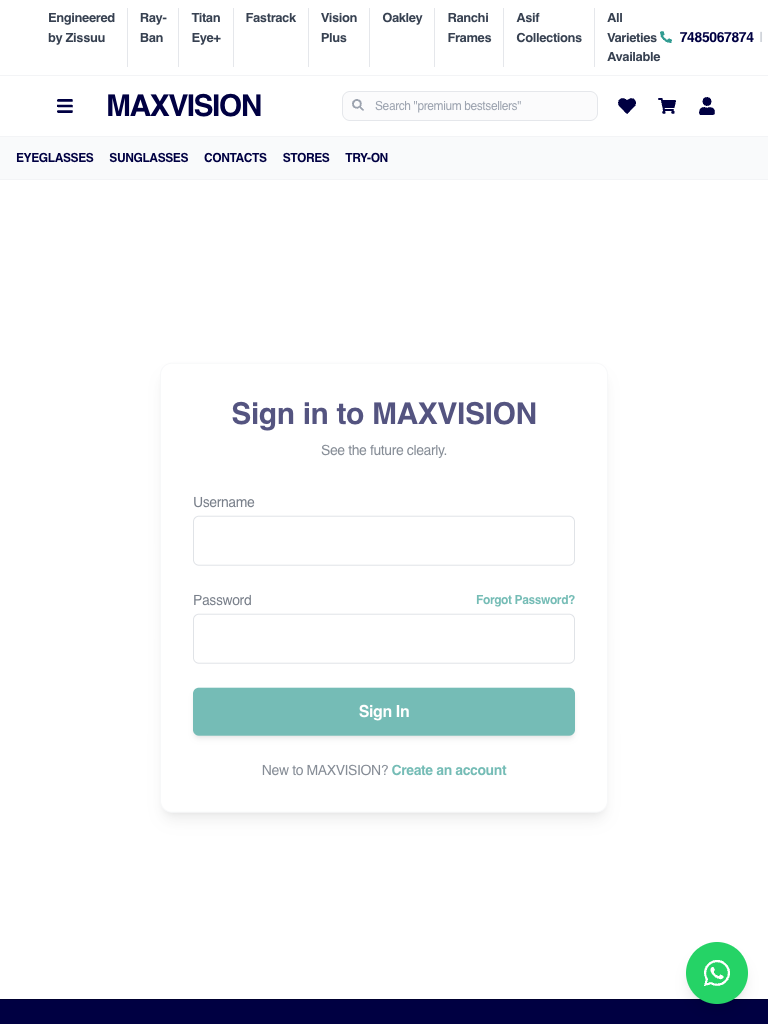 Engineered by Zissuu
Ray-Ban
Titan Eye+
Fastrack
Vision Plus
Oakley
Ranchi Frames
Asif Collections
All Varieties Available
7485067874
MAXVISION
Search "premium bestsellers"
EYEGLASSES SUNGLASSES CONTACTS STORES TRY-ON
Sign in to MAXVISION
See the future clearly.
Username
Password
Forgot Password?
Sign In
New to MAXVISION? Create an account